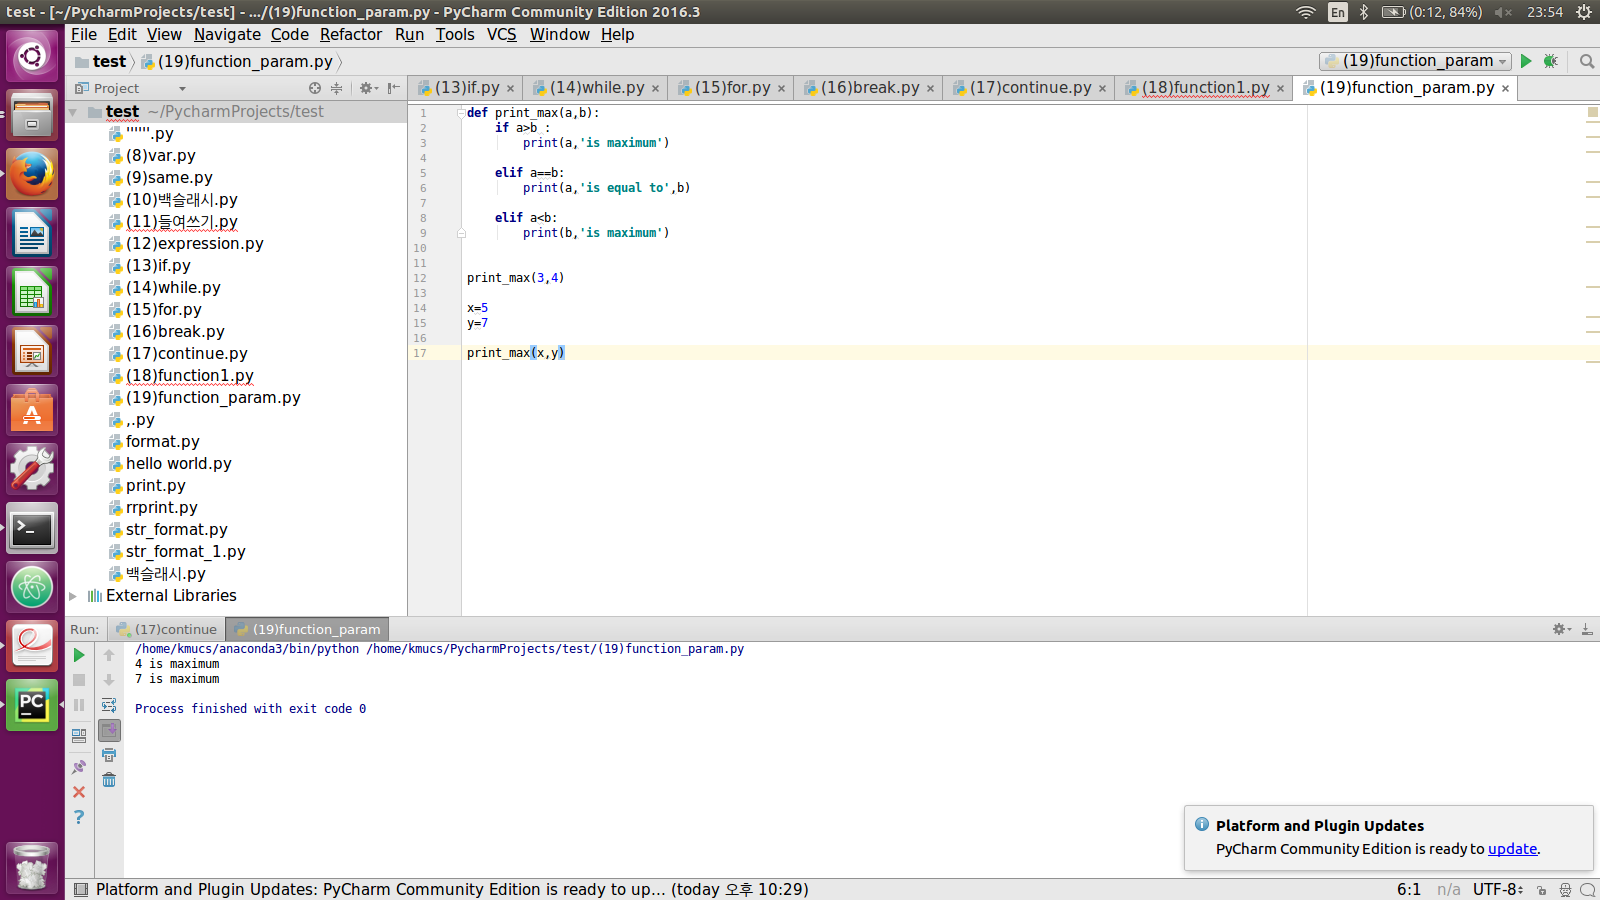 test - [~/PycharmProjects/test] - .../(19)function_param.py - PyCharm Community Edition 2016.3
En
(0:12, 84%)
23:54
File Edit View Navigate Code Refactor Run Tools VCS Window Help
test
(19)function_param.py
(19)function_param
Project
(13)if.py
(14)while.py
(15)for.py
(16)break.py
(17)continue.py
(18)function1.py
(19)function_param.py
test ~/PycharmProjects/test
"""'".py
(8)var.py
(9)same.py
(10)백슬래시.py
(11)들여쓰기.py
(12)expression.py
(13)if.py
(14)while.py
(15)for.py
(16)break.py
(17)continue.py
(18)function1.py
(19)function_param.py
,.py
format.py
hello world.py
print.py
rrprint.py
str_format.py
str_format_1.py
백슬래시.py
External Libraries
1 def print_max(a,b):
2 if a>b :
3 print(a,'is maximum')
4
5 elif a==b:
6 print(a,'is equal to',b)
7
8 elif a<b:
9 print(b,'is maximum')
10
11
12 print_max(3,4)
13
14 x=5
15 y=7
16
17 print_max(x,y)
Run:
(17)continue
(19)function_param
/home/kmucs/anaconda3/bin/python /home/kmucs/PycharmProjects/test/(19)function_param.py
4 is maximum
7 is maximum
Process finished with exit code 0
PC
?
Platform and Plugin Updates
PyCharm Community Edition is ready to update.
Platform and Plugin Updates: PyCharm Community Edition is ready to up... (today 오후 10:29)
6:1 n/a UTF-8